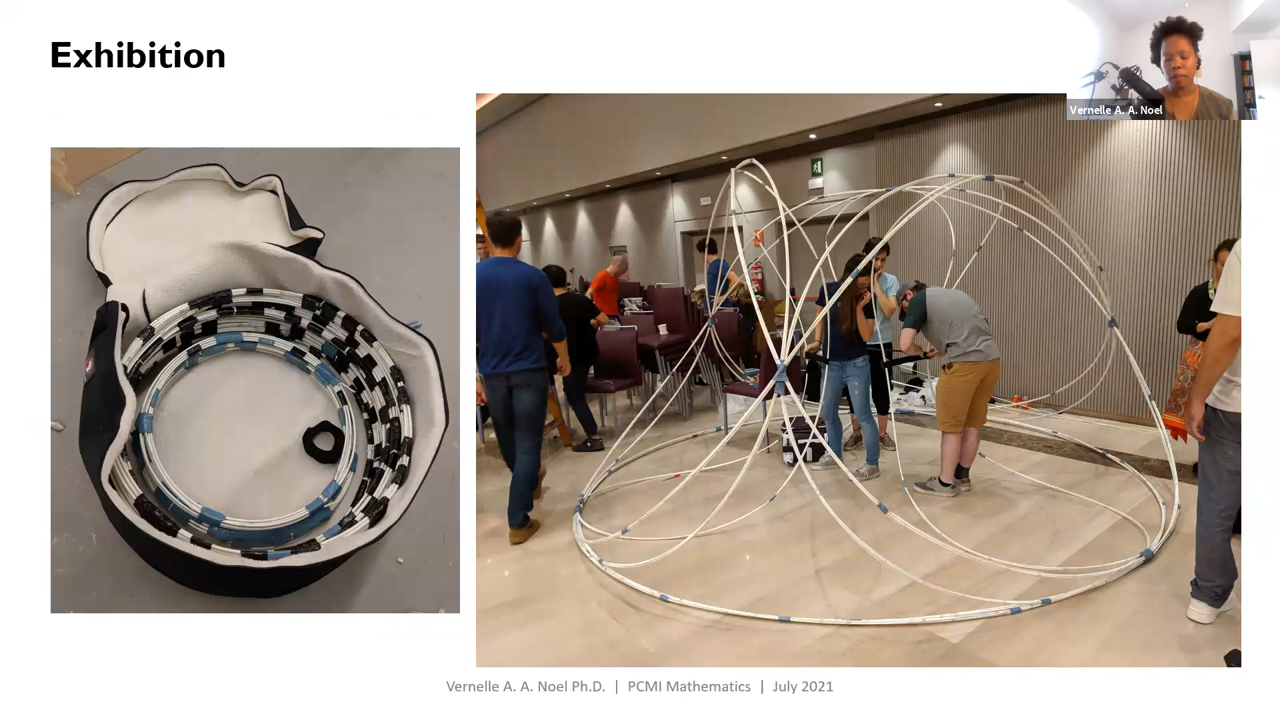 Exhibition
Vernelle A. A. Noel
Vernelle A. A. Noel Ph.D. | PCMI Mathematics | July 2021